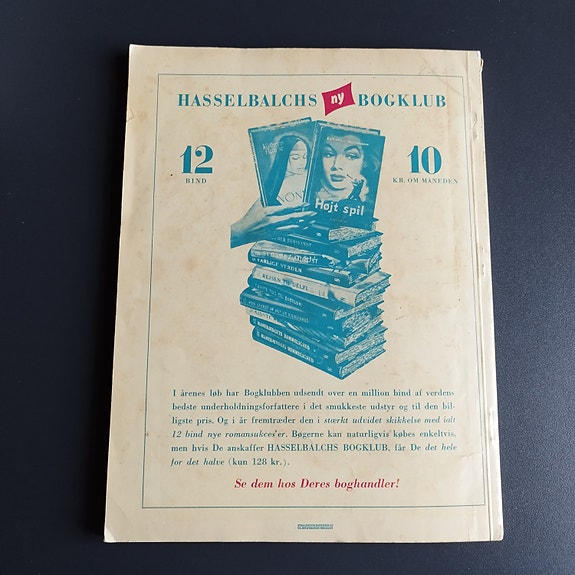 HASSELBALCHS ny BOGKLUB
12
BIND
10
KR. OM MÅNEDEN
Højt spil
I årenes løb har Bogklubben udsendt over en million bind af verdens
bedste underholdningsforfattere i det smukkeste udstyr og til den bil-
ligste pris. Og i år fremtræder den i stærkt udvidet skikkelse med ialt
12 bind nye romansukces'er. Bøgerne kan naturligvis købes enkeltvis,
men hvis De anskaffer HASSELBALCHS BOGKLUB, får De det hele
for det halve (kun 128 kr.).
Se dem hos Deres boghandler!